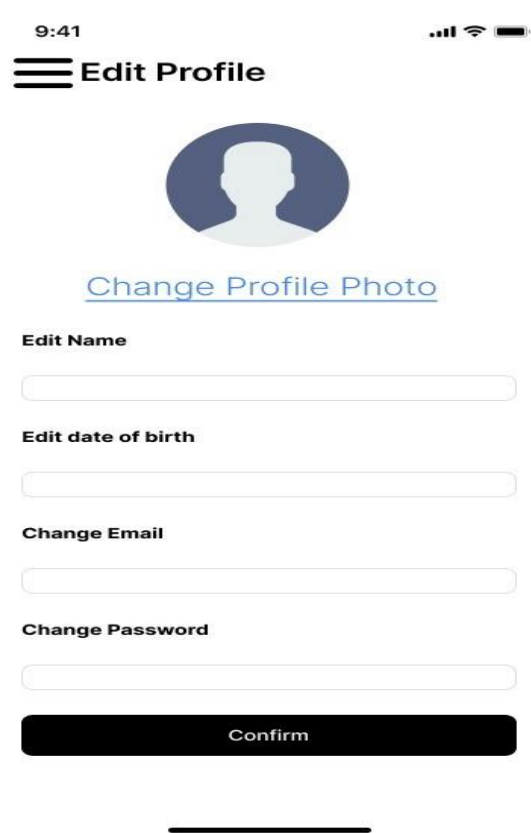 9:41
Edit Profile
Change Profile Photo
Edit Name
Edit date of birth
Change Email
Change Password
Confirm